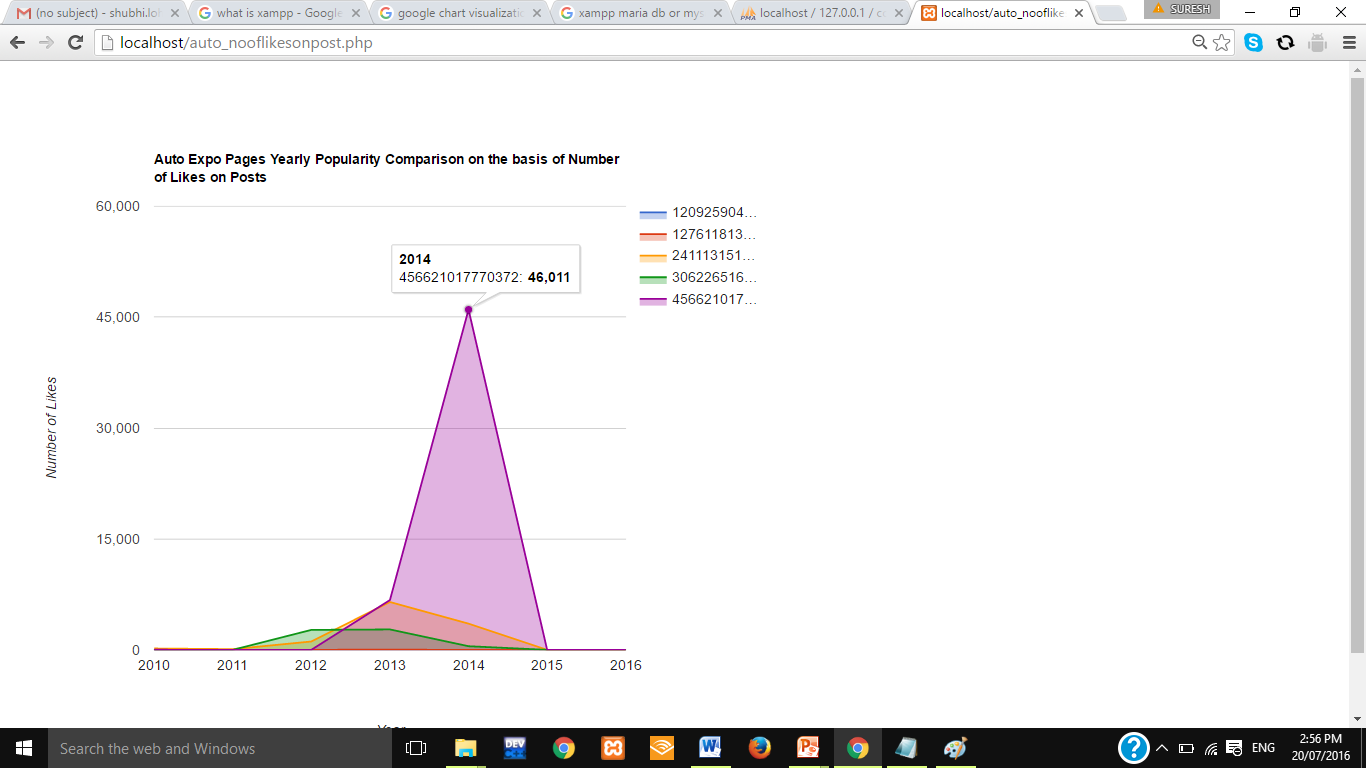 (no subject) - shubhi.loh
what is xampp - Google
google chart visualizatio
xampp maria db or mys
localhost / 127.0.0.1 / co
localhost/auto_nooflike
SURESH
localhost/auto_nooflikesonpost.php
Auto Expo Pages Yearly Popularity Comparison on the basis of Number
of Likes on Posts
60,000
45,000
30,000
15,000
0
Number of Likes
2014
456621017770372: 46,011
120925904...
127611813...
241113151...
306226516...
456621017...
2010 2011 2012 2013 2014 2015 2016
Year
Search the web and Windows
DEV
C++
ENG
2:56 PM
20/07/2016